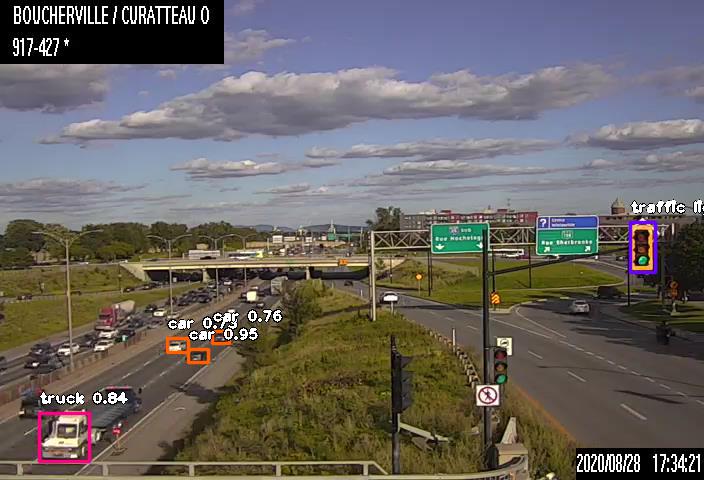 BOUCHERVILLE / CURATTEAU O
917-427 *
traffic li
car 0.76
car 0.73
car 0.95
truck 0.84
SUD
Rue Hochelaga
Rue Sherbrooke
2020/08/28 17:34:21